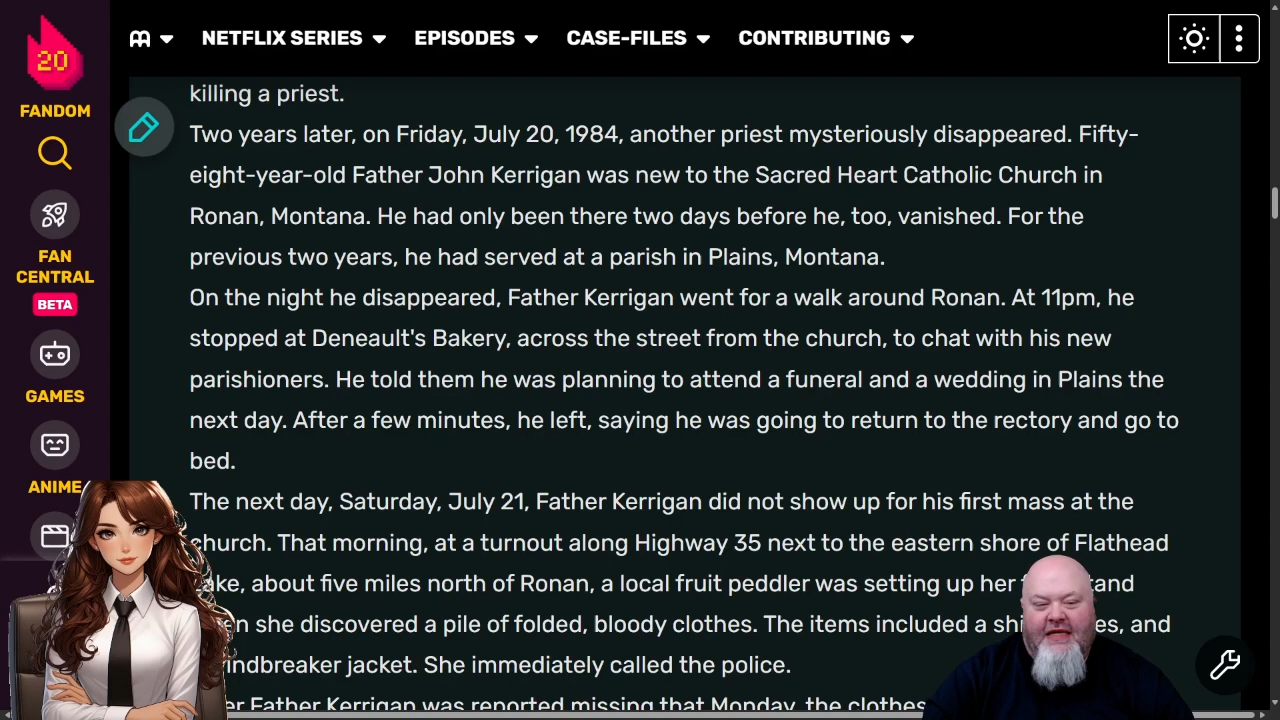 20
FANDOM
FAN
CENTRAL
BETA
GAMES
ANIME
NETFLIX SERIES
EPISODES
CASE-FILES
CONTRIBUTING
killing a priest.
Two years later, on Friday, July 20, 1984, another priest mysteriously disappeared. Fifty-
eight-year-old Father John Kerrigan was new to the Sacred Heart Catholic Church in
Ronan, Montana. He had only been there two days before he, too, vanished. For the
previous two years, he had served at a parish in Plains, Montana.
On the night he disappeared, Father Kerrigan went for a walk around Ronan. At 11pm, he
stopped at Deneault's Bakery, across the street from the church, to chat with his new
parishioners. He told them he was planning to attend a funeral and a wedding in Plains the
next day. After a few minutes, he left, saying he was going to return to the rectory and go to
bed.
The next day, Saturday, July 21, Father Kerrigan did not show up for his first mass at the
church. That morning, at a turnout along Highway 35 next to the eastern shore of Flathead
about five miles north of Ronan, a local fruit peddler was setting up her
she discovered a pile of folded, bloody clothes. The items included a and
jacket. She immediately called the police.
Father Kerrigan was reported missing that Monday, the clothes